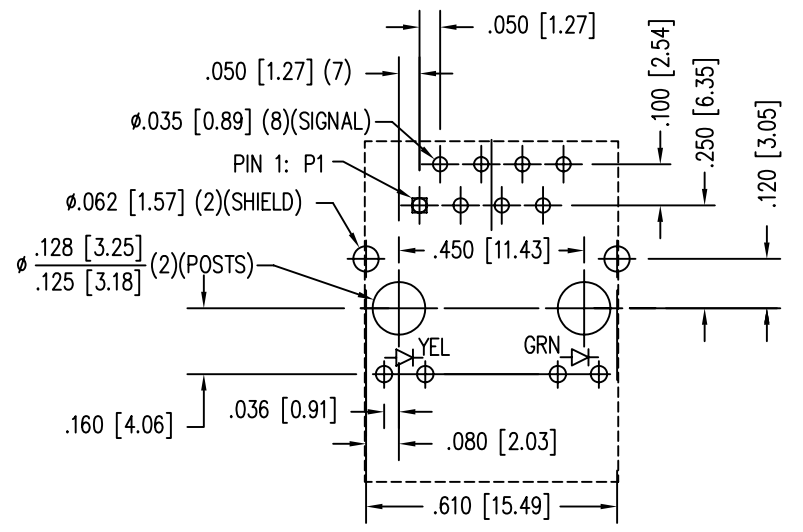 .050 [1.27]
.050 [1.27] (7)
.100 [2.54]
.250 [6.35]
.120 [3.05]
ø.035 [0.89] (8)(SIGNAL)
PIN 1: P1
ø.062 [1.57] (2)(SHIELD)
ø .128 [3.25]
.125 [3.18] (2)(POSTS)
.450 [11.43]
YEL
GRN
.036 [0.91]
.160 [4.06]
.080 [2.03]
.610 [15.49]